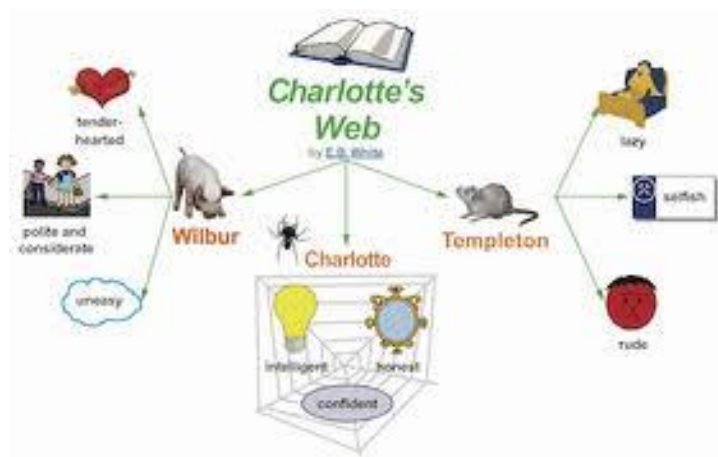 Charlotte's
Web
by E.B. White
tender-
hearted
polite and
considerate
uneasy
Wilbur
Charlotte
intelligent
honest
confident
Templeton
lazy
selfish
rude